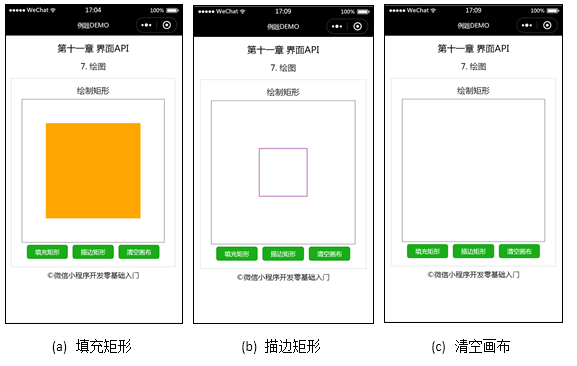 WeChat 17:04 100%
例题DEMO
第十一章 界面API
7. 绘图
绘制矩形
填充矩形 描边矩形 清空画布
©微信小程序开发零基础入门
(a) 填充矩形
WeChat 17:09 100%
例题DEMO
第十一章 界面API
7. 绘图
绘制矩形
填充矩形 描边矩形 清空画布
©微信小程序开发零基础入门
(b) 描边矩形
WeChat 17:09 100%
例题DEMO
第十一章 界面API
7. 绘图
绘制矩形
填充矩形 描边矩形 清空画布
©微信小程序开发零基础入门
(c) 清空画布